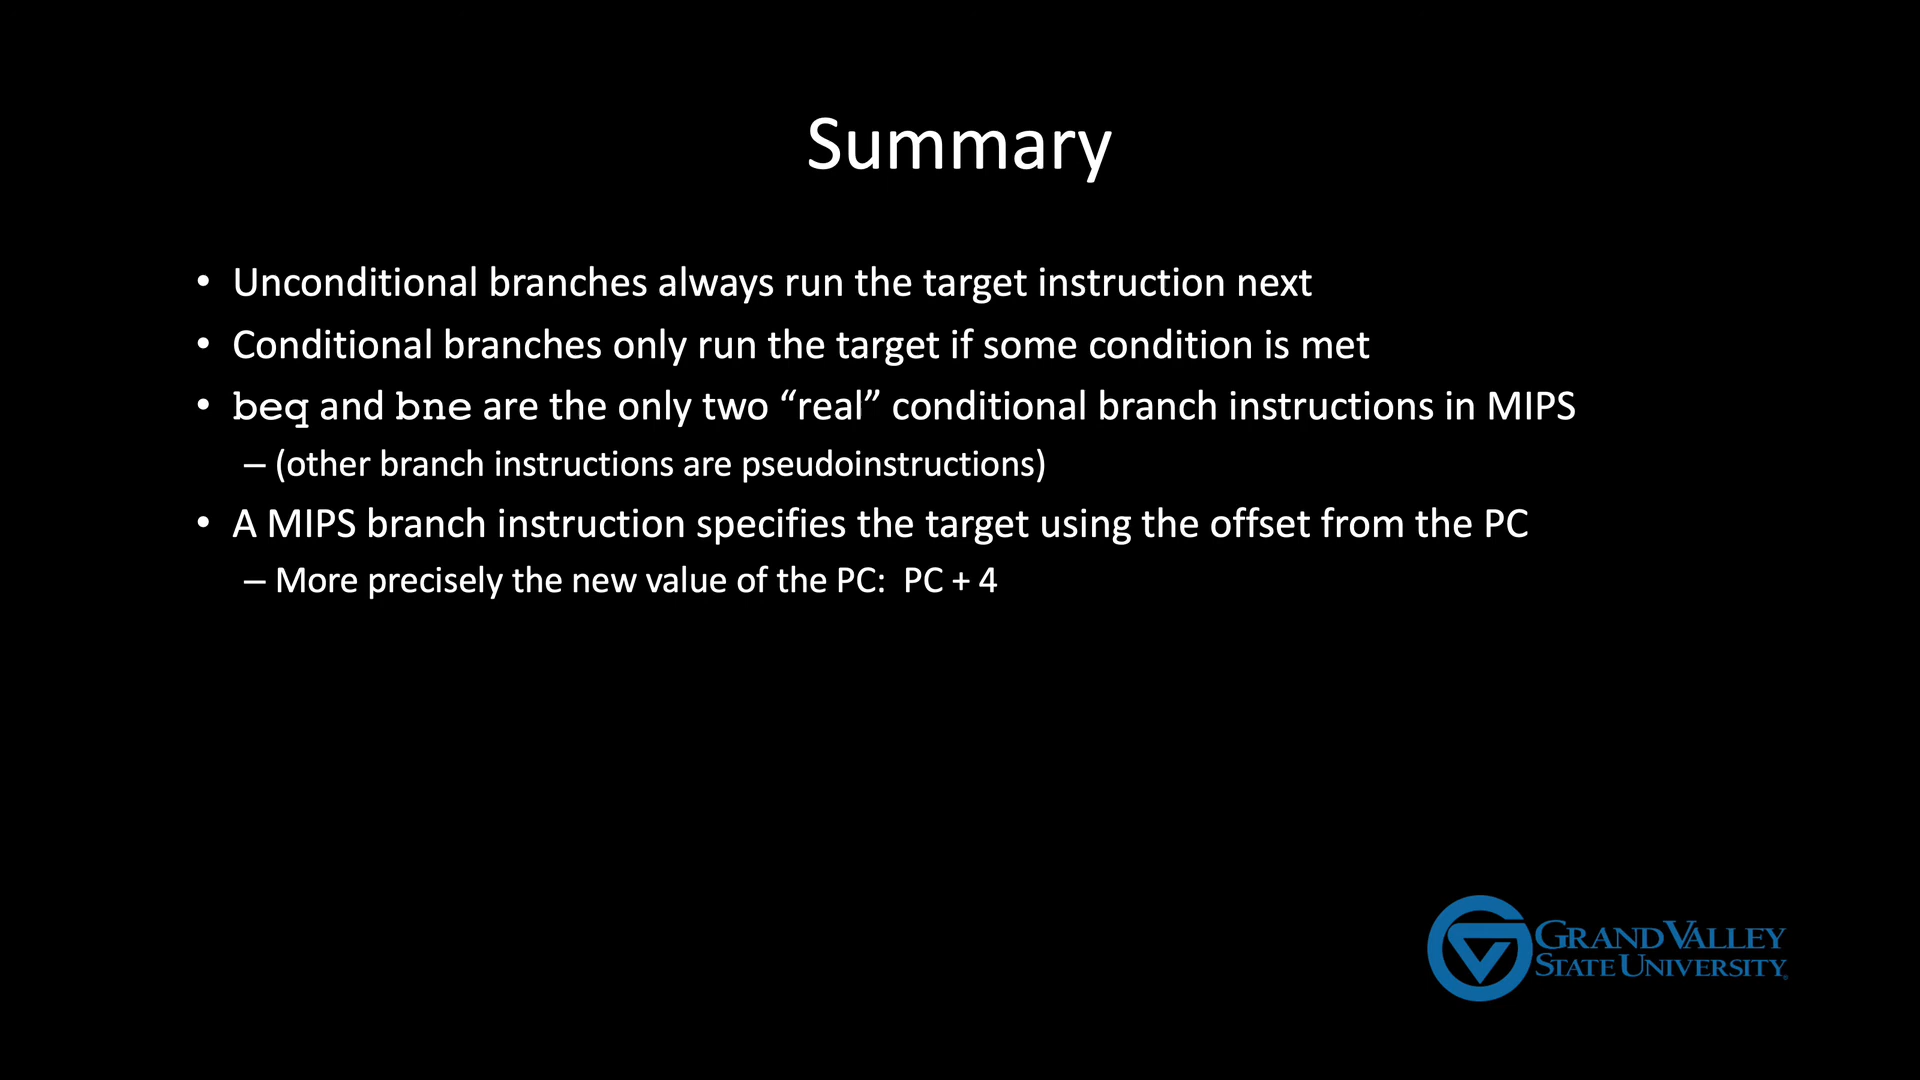 Summary
• Unconditional branches always run the target instruction next
• Conditional branches only run the target if some condition is met
• beq and bne are the only two “real” conditional branch instructions in MIPS
– (other branch instructions are pseudoinstructions)
• A MIPS branch instruction specifies the target using the offset from the PC
– More precisely the new value of the PC:  PC + 4
GRAND VALLEY
STATE UNIVERSITY